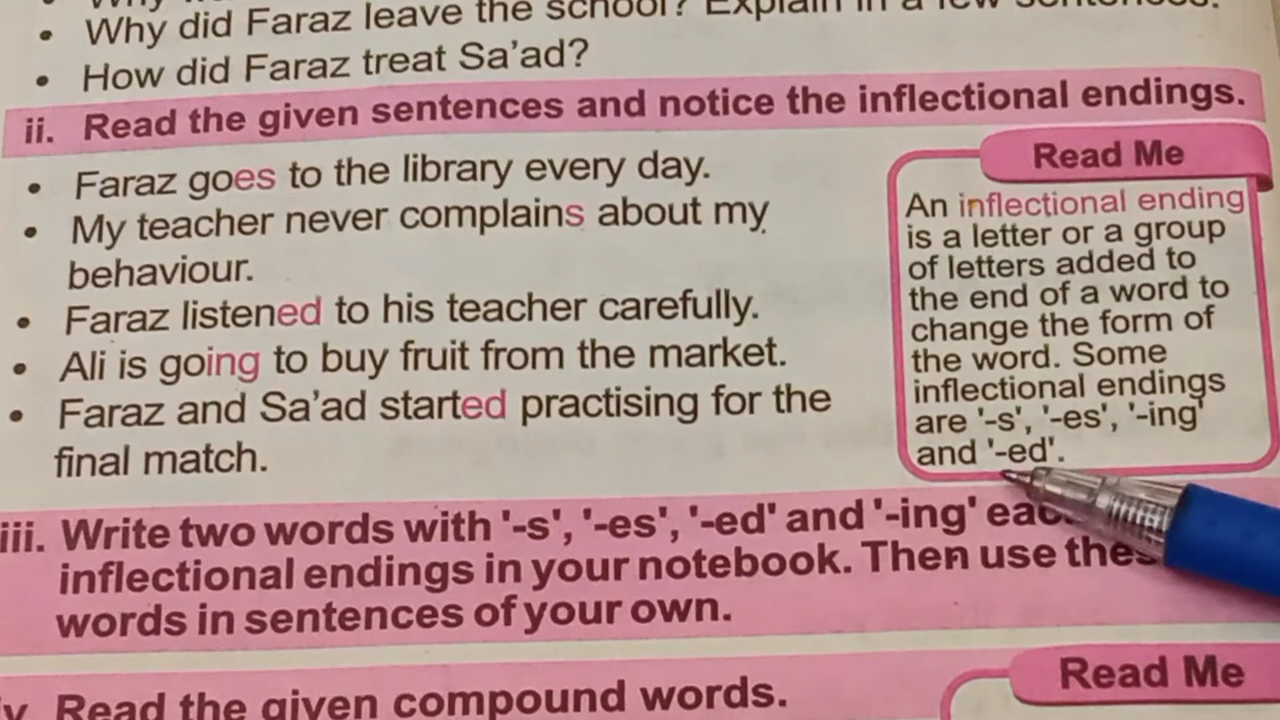 Why did Faraz leave the school? Explain in a few sentences.
How did Faraz treat Sa'ad?
ii. Read the given sentences and notice the inflectional endings.
Faraz goes to the library every day.
My teacher never complains about my
behaviour.
Faraz listened to his teacher carefully.
Ali is going to buy fruit from the market.
Faraz and Sa'ad started practising for the
final match.
Read Me
An inflectional ending
is a letter or a group
of letters added to
the end of a word to
change the form of
the word. Some
inflectional endings
are '-s', '-es', '-ing'
and '-ed'.
iii. Write two words with '-s', '-es', '-ed' and '-ing'
inflectional endings in your notebook. Then use
words in sentences of your own.
Read the given compound words.
Read Me